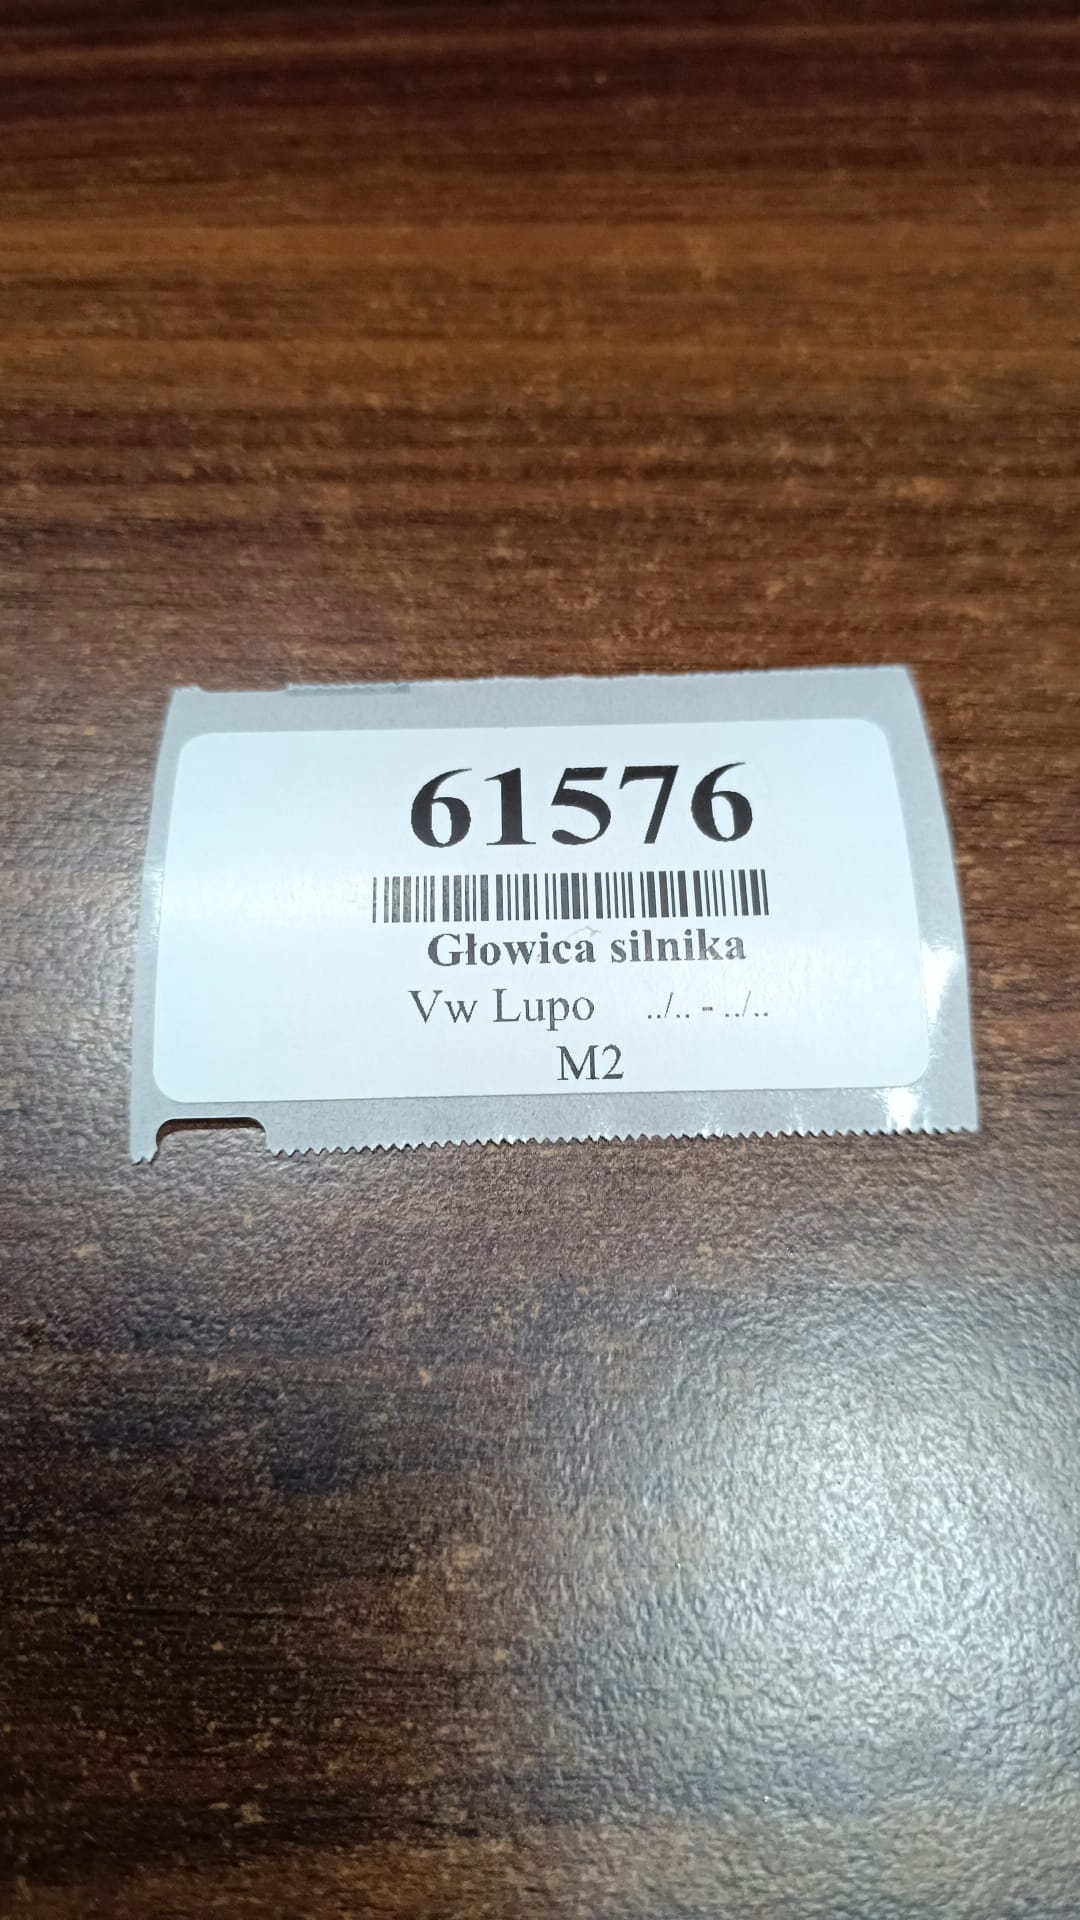 61576
Głowica silnika
Vw Lupo ../.. - ../..
M2